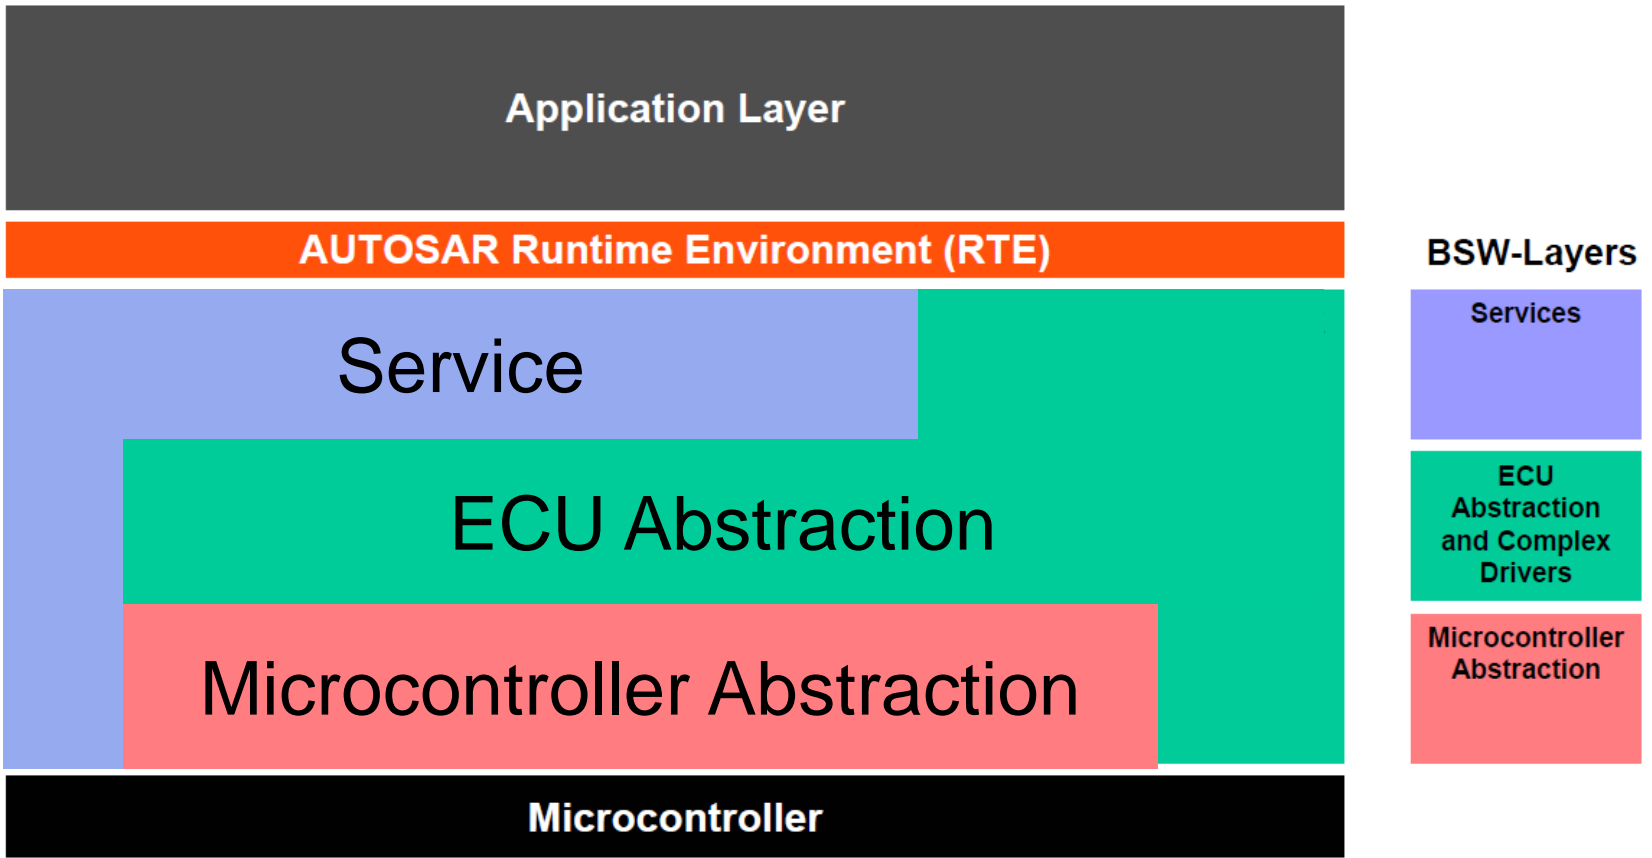 Application Layer
AUTOSAR Runtime Environment (RTE)
BSW-Layers
Service
Services
ECU Abstraction
ECU
Abstraction
and Complex
Drivers
Microcontroller Abstraction
Microcontroller
Abstraction
Microcontroller